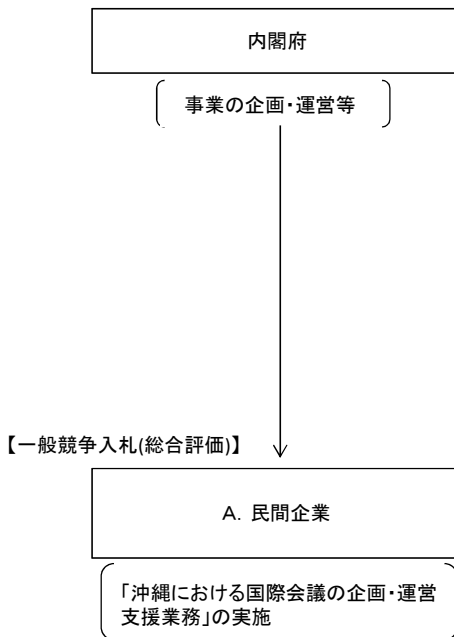 内閣府
事業の企画・運営等
【一般競争入札(総合評価)】
A．民間企業
「沖縄における国際会議の企画・運営
支援業務」の実施